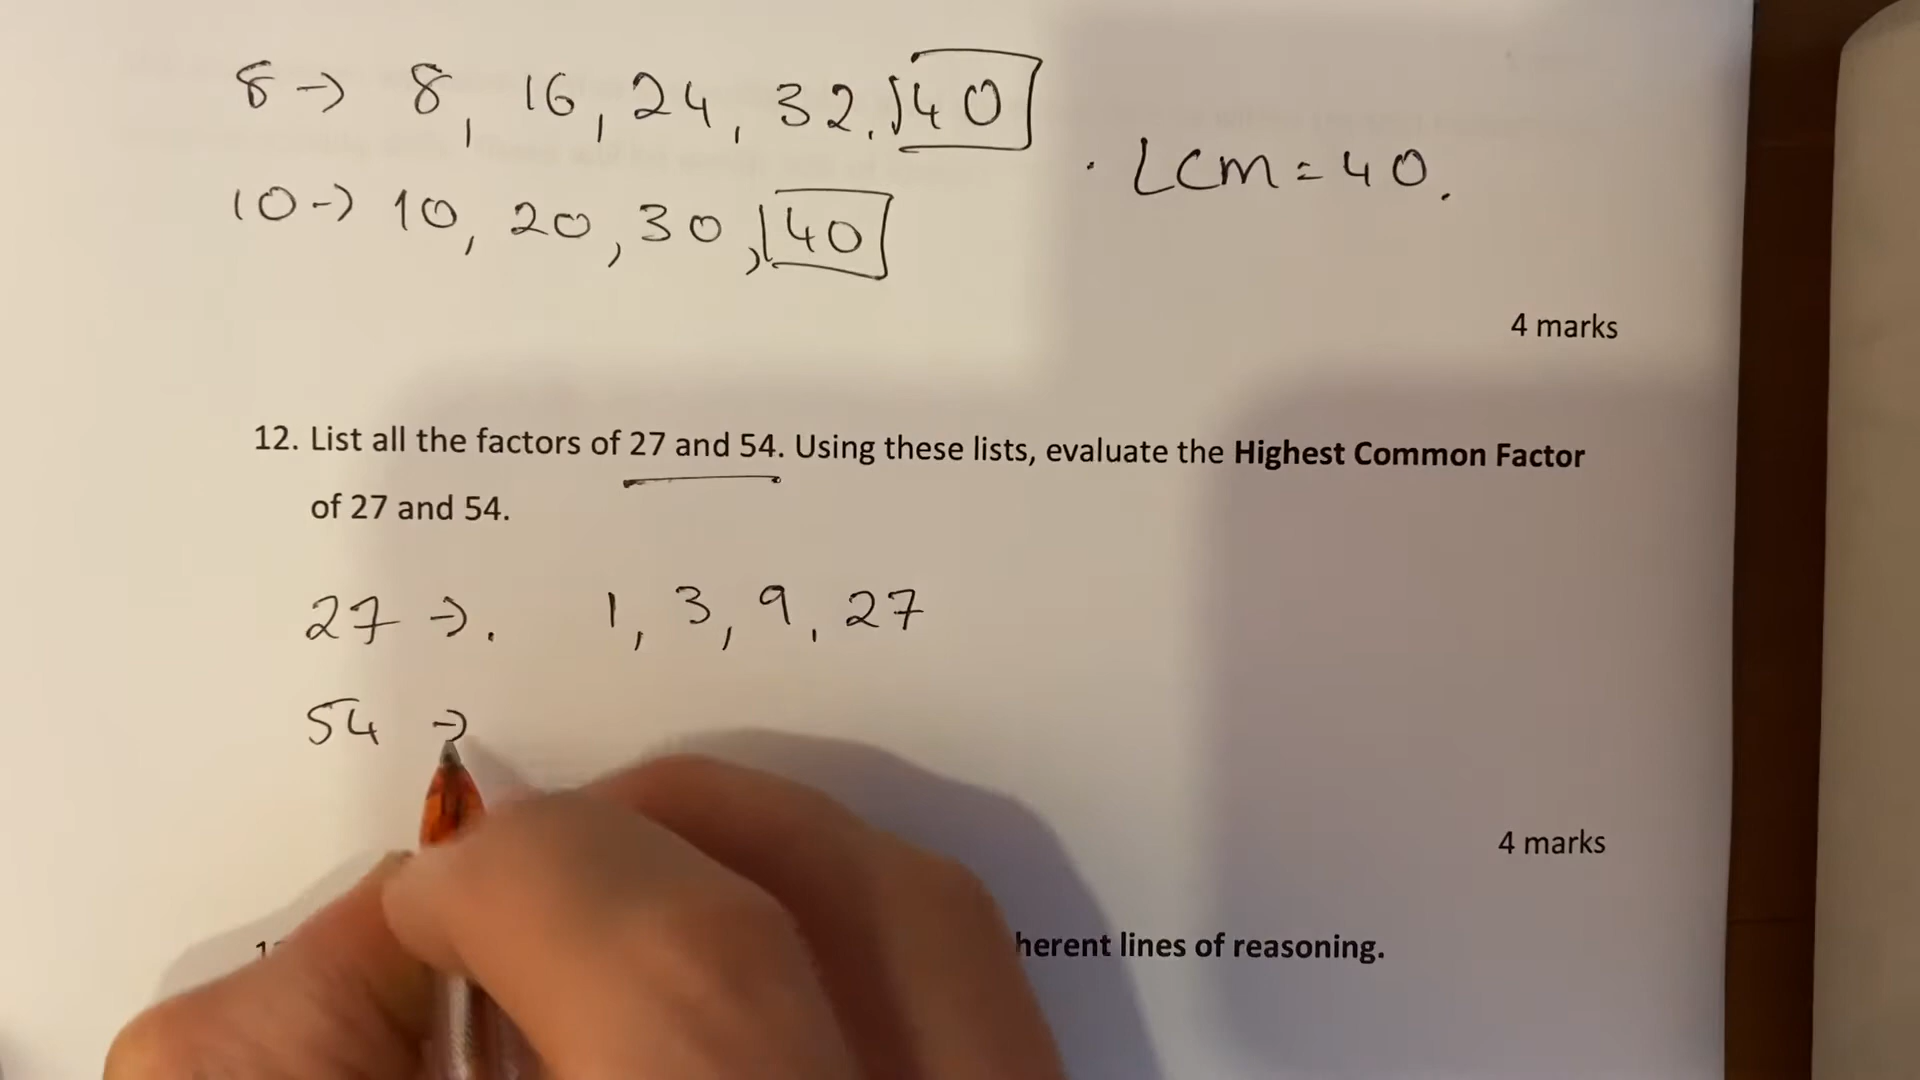 8 -> 8, 16, 24, 32, 40
10 -> 10, 20, 30, 40
. LCM = 40.
4 marks
12. List all the factors of 27 and 54. Using these lists, evaluate the Highest Common Factor
of 27 and 54.
27 -> . 1, 3, 9, 27
54 ->
4 marks
lines of reasoning.